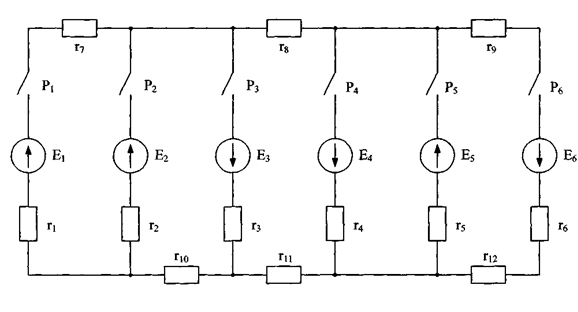 r7 r8 r9
P1 P2 P3 P4 P5 P6
E1 E2 E3 E4 E5 E6
r1 r2 r3 r4 r5 r6
r10 r11 r12